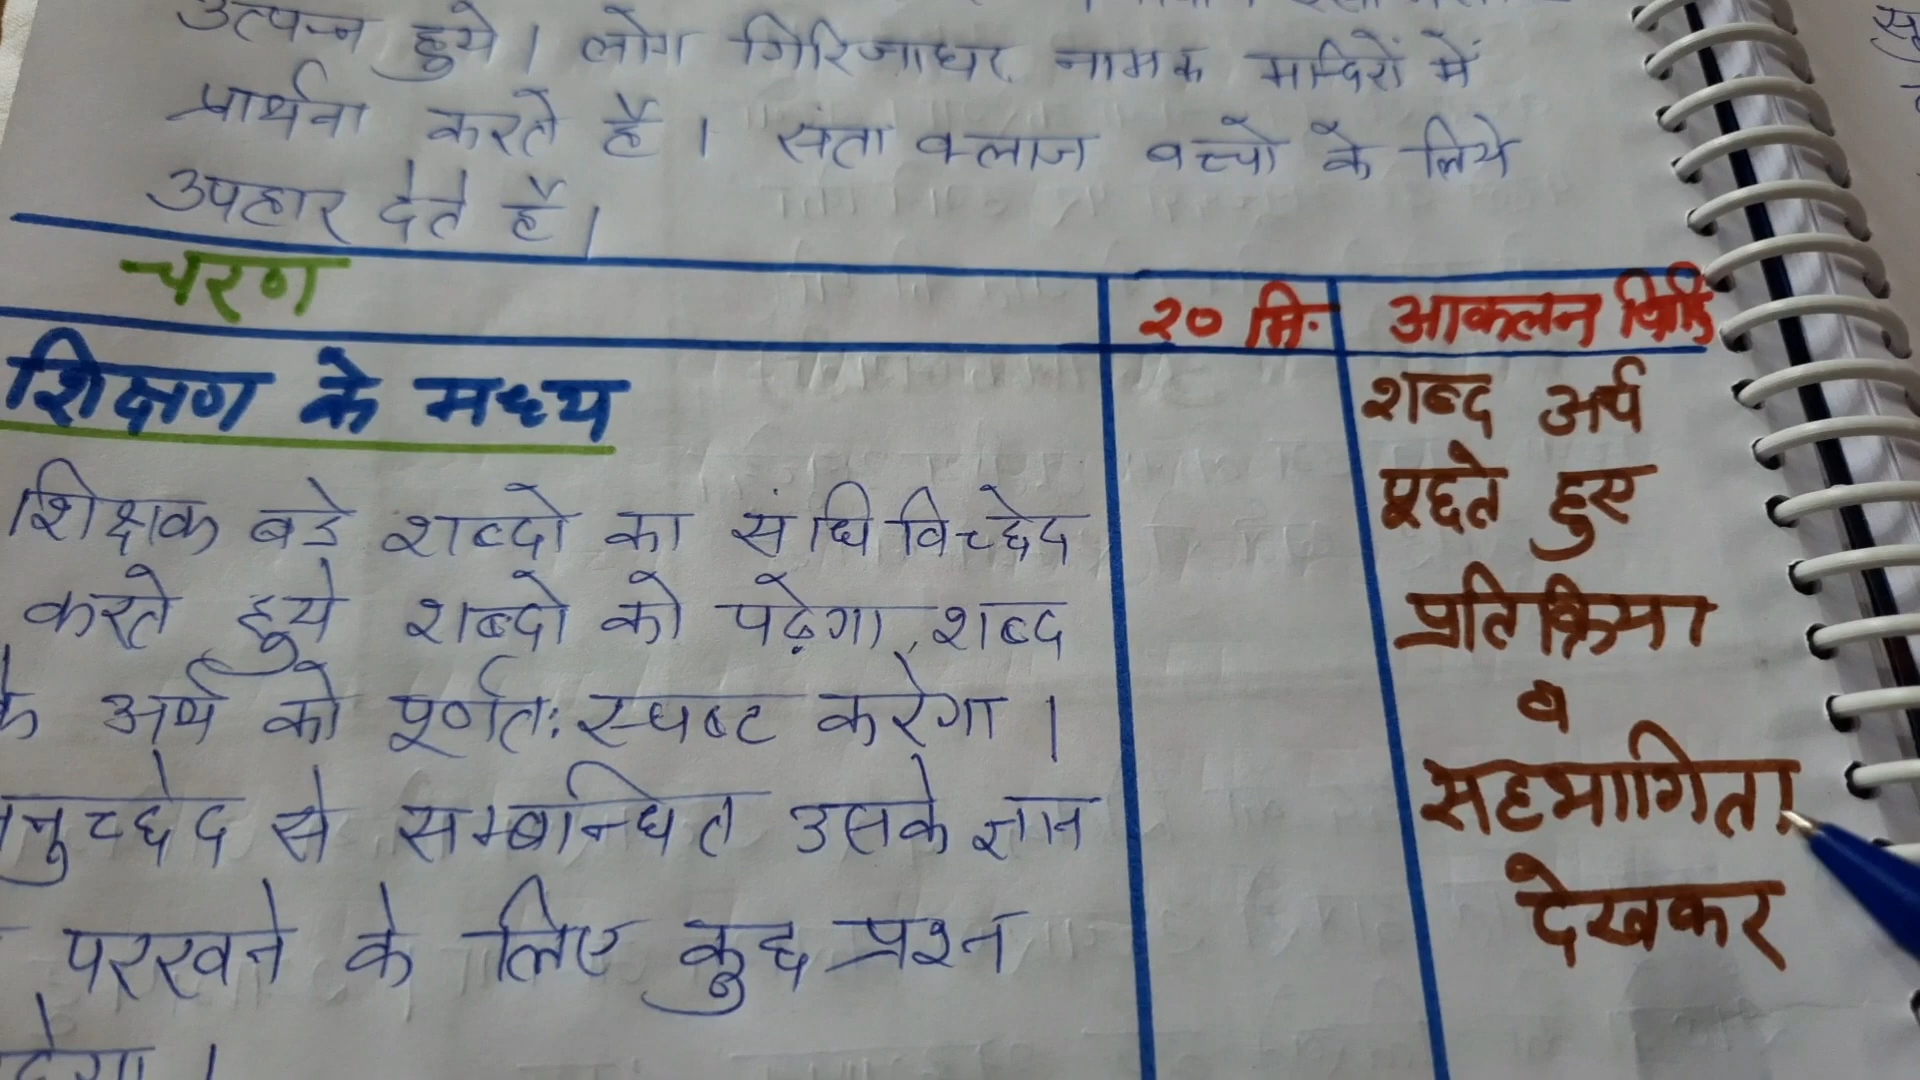 उत्पन्न हुये। लोग गिरिजाघर नामक मन्दिरों में
प्रार्थना करते है। संता क्लाज बच्चो के लिये
उपहार देते है।
चरण
२० मि.
आकलन
शिक्षण के मध्य
शिक्षक बडे शब्दो का संधि विच्छेद
करते हुये शब्दो को पढ़ेगा, शब्द
के अर्थ को पूर्णत: स्पष्ट करेगा।
नुच्छेद से सम्बन्धित उसके ज्ञान
परखने के लिए कुछ प्रश्न
शब्द अर्थ
पूछते हुए
प्रतिक्रिया
व
सहभागिता
देखकर